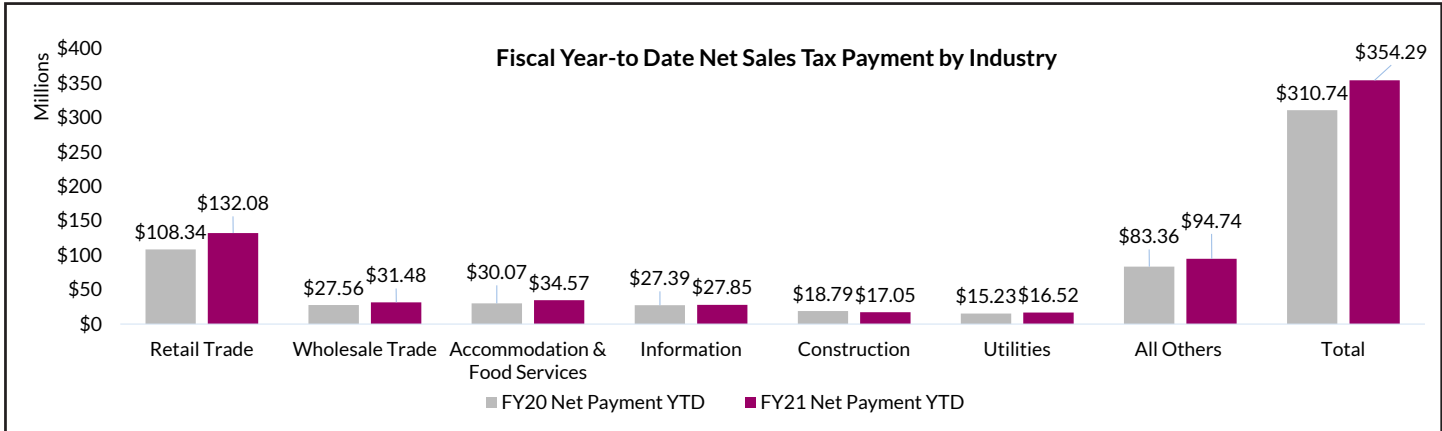 Fiscal Year-to Date Net Sales Tax Payment by Industry
Millions
$400
$350
$300
$250
$200
$150
$100
$50
$0
$108.34
$132.08
$27.56
$31.48
$30.07
$34.57
$27.39
$27.85
$18.79
$17.05
$15.23
$16.52
$83.36
$94.74
$310.74
$354.29
Retail Trade
Wholesale Trade
Accommodation &
Food Services
Information
Construction
Utilities
All Others
Total
FY20 Net Payment YTD
FY21 Net Payment YTD